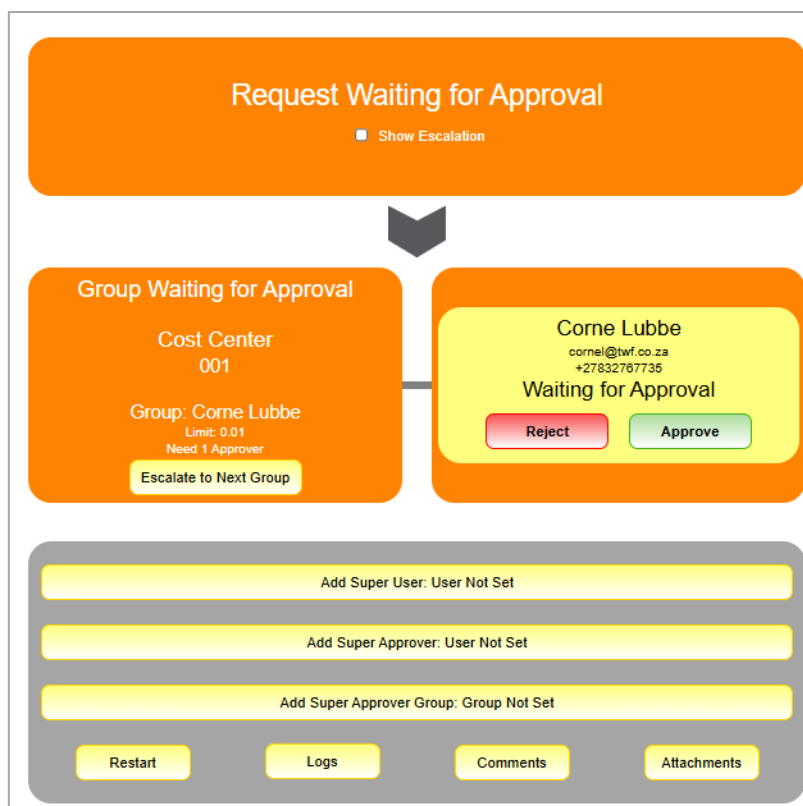 Request Waiting for Approval
Show Escalation
Group Waiting for Approval
Cost Center
001
Group: Corne Lubbe
Limit: 0.01
Need 1 Approver
Escalate to Next Group
Corne Lubbe
cornel@twf.co.za
+27832767735
Waiting for Approval
Reject
Approve
Add Super User: User Not Set
Add Super Approver: User Not Set
Add Super Approver Group: Group Not Set
Restart
Logs
Comments
Attachments